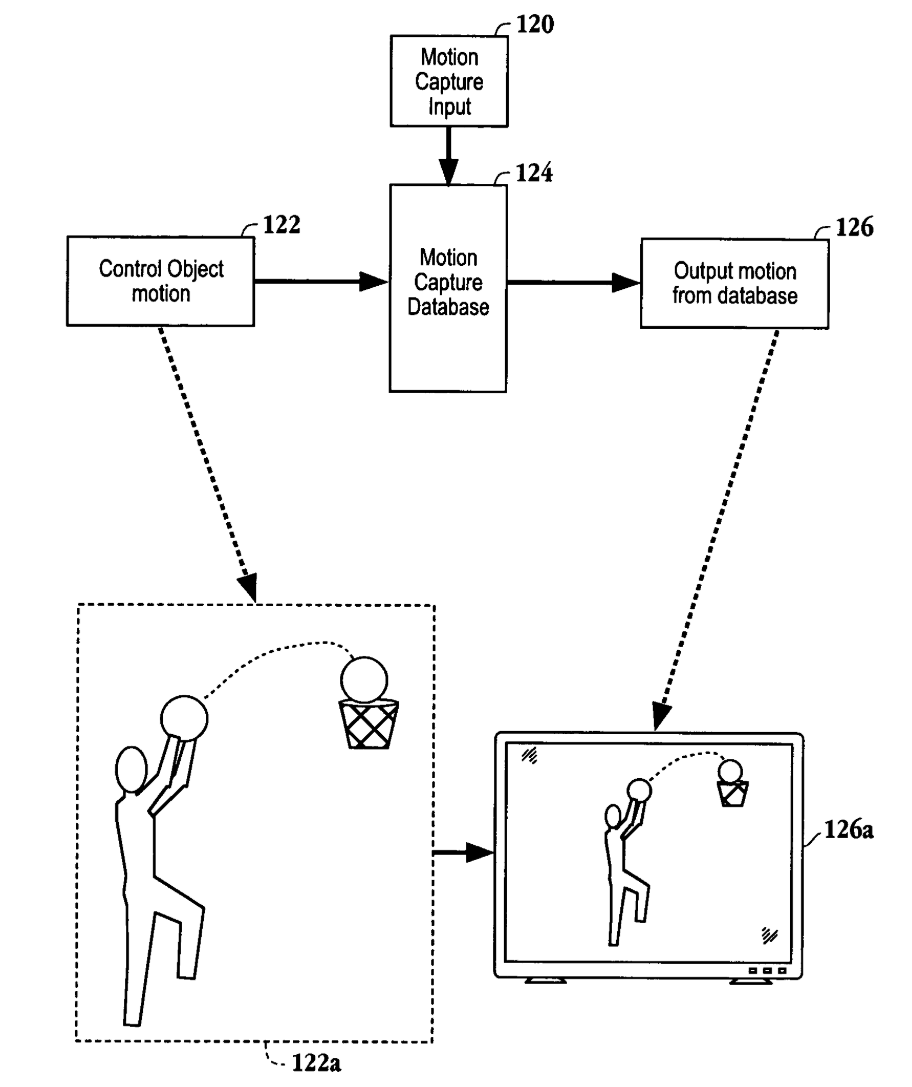 120
Motion
Capture
Input
124
122
126
Control Object
motion
Motion
Capture
Database
Output motion
from database
126a
122a